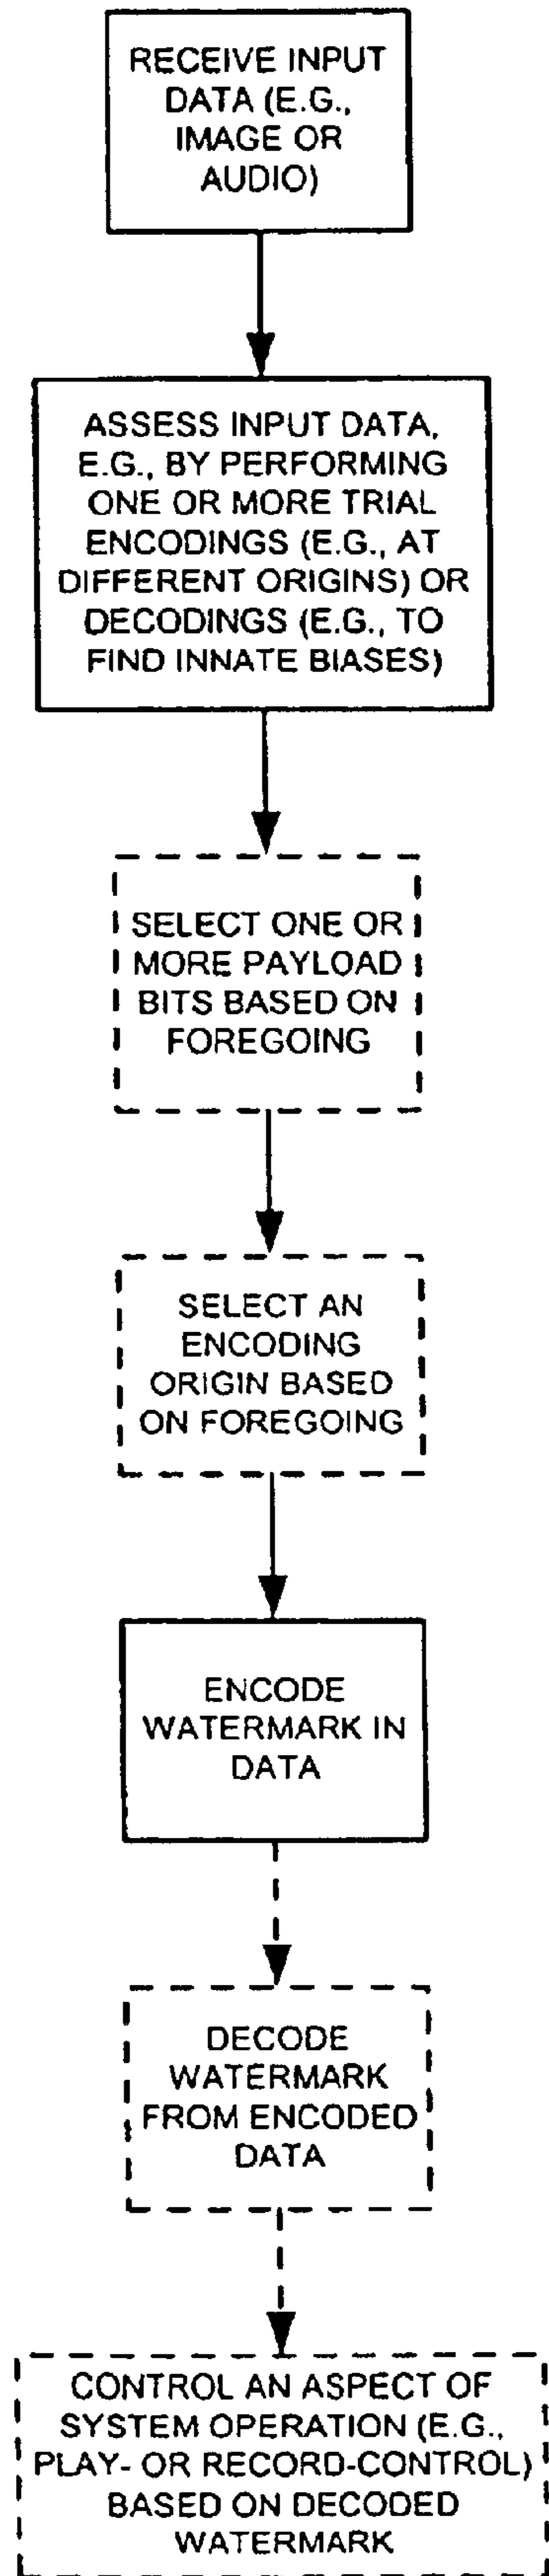 RECEIVE INPUT
DATA (E.G.,
IMAGE OR
AUDIO)
ASSESS INPUT DATA,
E.G., BY PERFORMING
ONE OR MORE TRIAL
ENCODINGS (E.G., AT
DIFFERENT ORIGINS) OR
DECODINGS (E.G., TO
FIND INNATE BIASES)
SELECT ONE OR
MORE PAYLOAD
BITS BASED ON
FOREGOING
SELECT AN
ENCODING
ORIGIN BASED
ON FOREGOING
ENCODE
WATERMARK IN
DATA
DECODE
WATERMARK
FROM ENCODED
DATA
CONTROL AN ASPECT OF
SYSTEM OPERATION (E.G.,
PLAY- OR RECORD-CONTROL)
BASED ON DECODED
WATERMARK